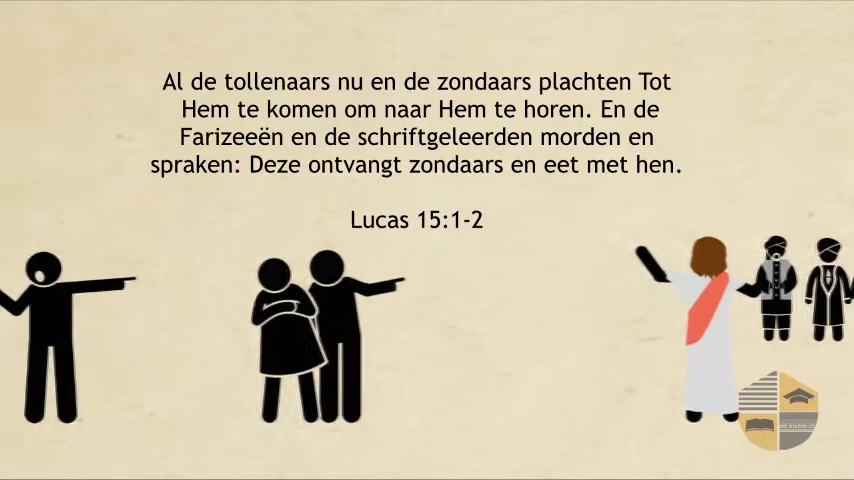 Al de tollenaars nu en de zondaars plachten Tot
Hem te komen om naar Hem te horen. En de
Farizeeën en de schriftgeleerden morden en
spraken: Deze ontvangt zondaars en eet met hen.
Lucas 15:1-2